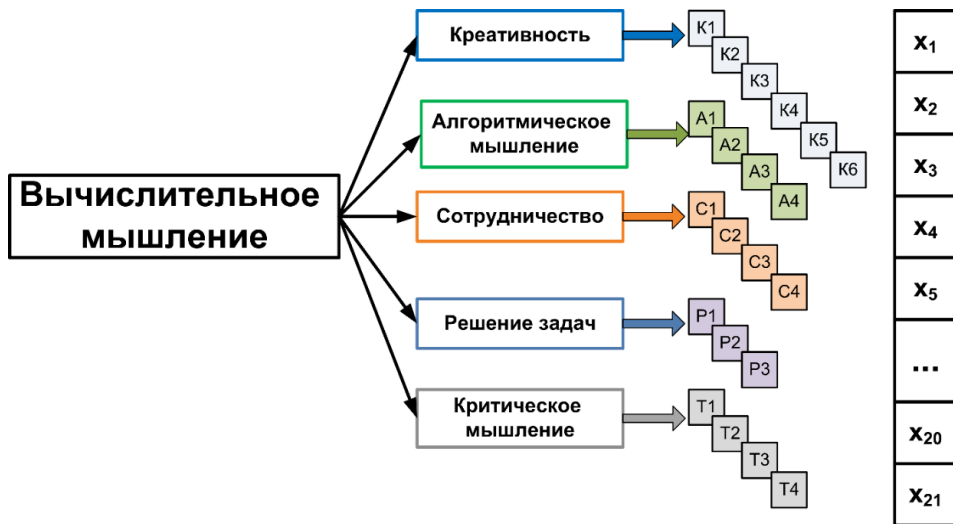 Вычислительное
мышление
Креативность
К1
К2
К3
К4
К5
К6
Алгоритмическое
мышление
А1
А2
А3
А4
Сотрудничество
С1
С2
С3
С4
Решение задач
Р1
Р2
Р3
Критическое
мышление
Т1
Т2
Т3
Т4
x₁
x₂
x₃
x₄
x₅
...
x₂₀
x₂₁